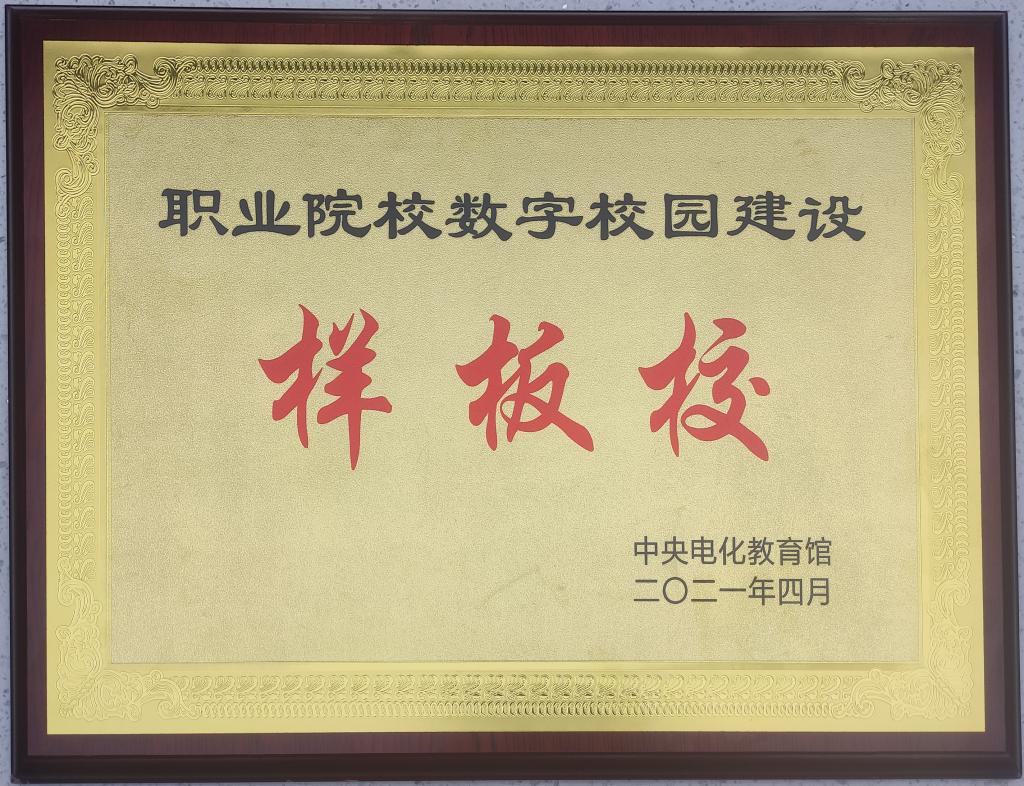 职业院校数字校园建设
样板校
中央电化教育馆
二〇二一年四月